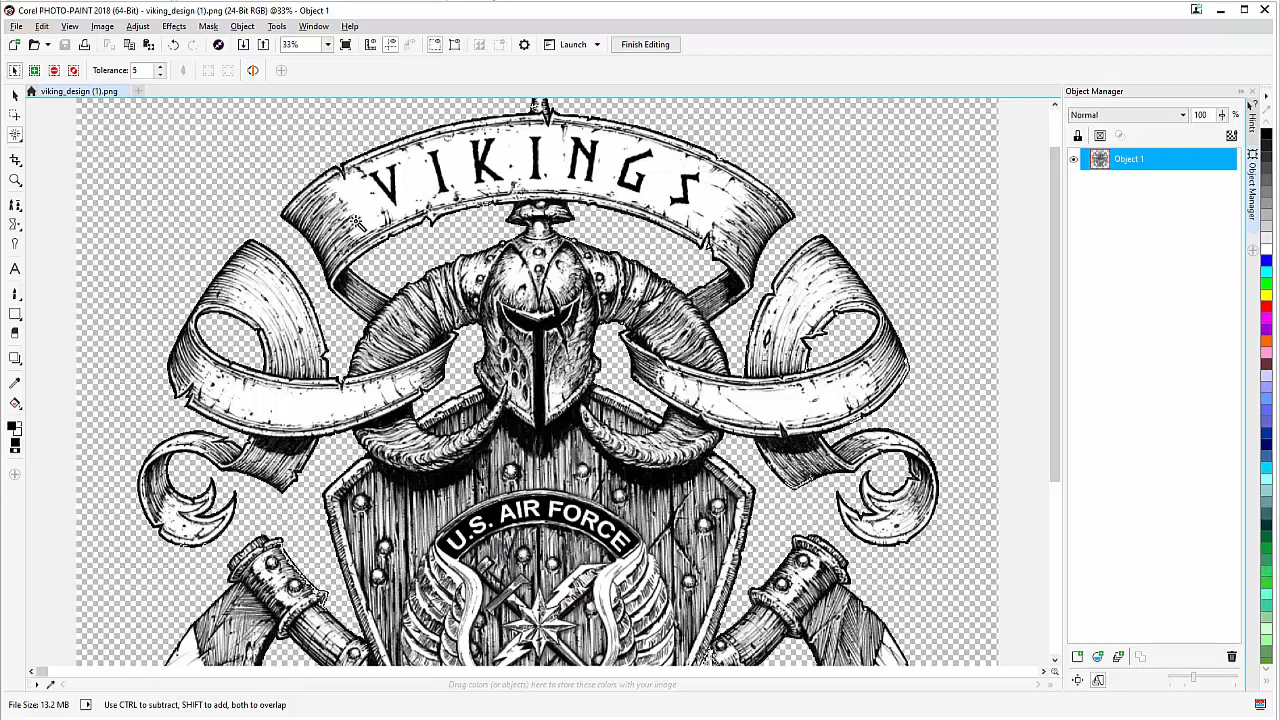 Corel PHOTO-PAINT 2018 (64-Bit) - viking_design (1).png (24-Bit RGB) @33% - Object 1
File Edit View Image Adjust Effects Mask Object Tools Window Help
33% Launch Finish Editing
Tolerance: 5
viking_design (1).png
Object Manager
Normal 100 %
Object 1
Hints
Object Manager
VIKINGS
U.S. AIR FORCE
Drag colors (or objects) here to store these colors with your image
File Size: 13.2 MB Use CTRL to subtract, SHIFT to add, both to overlap